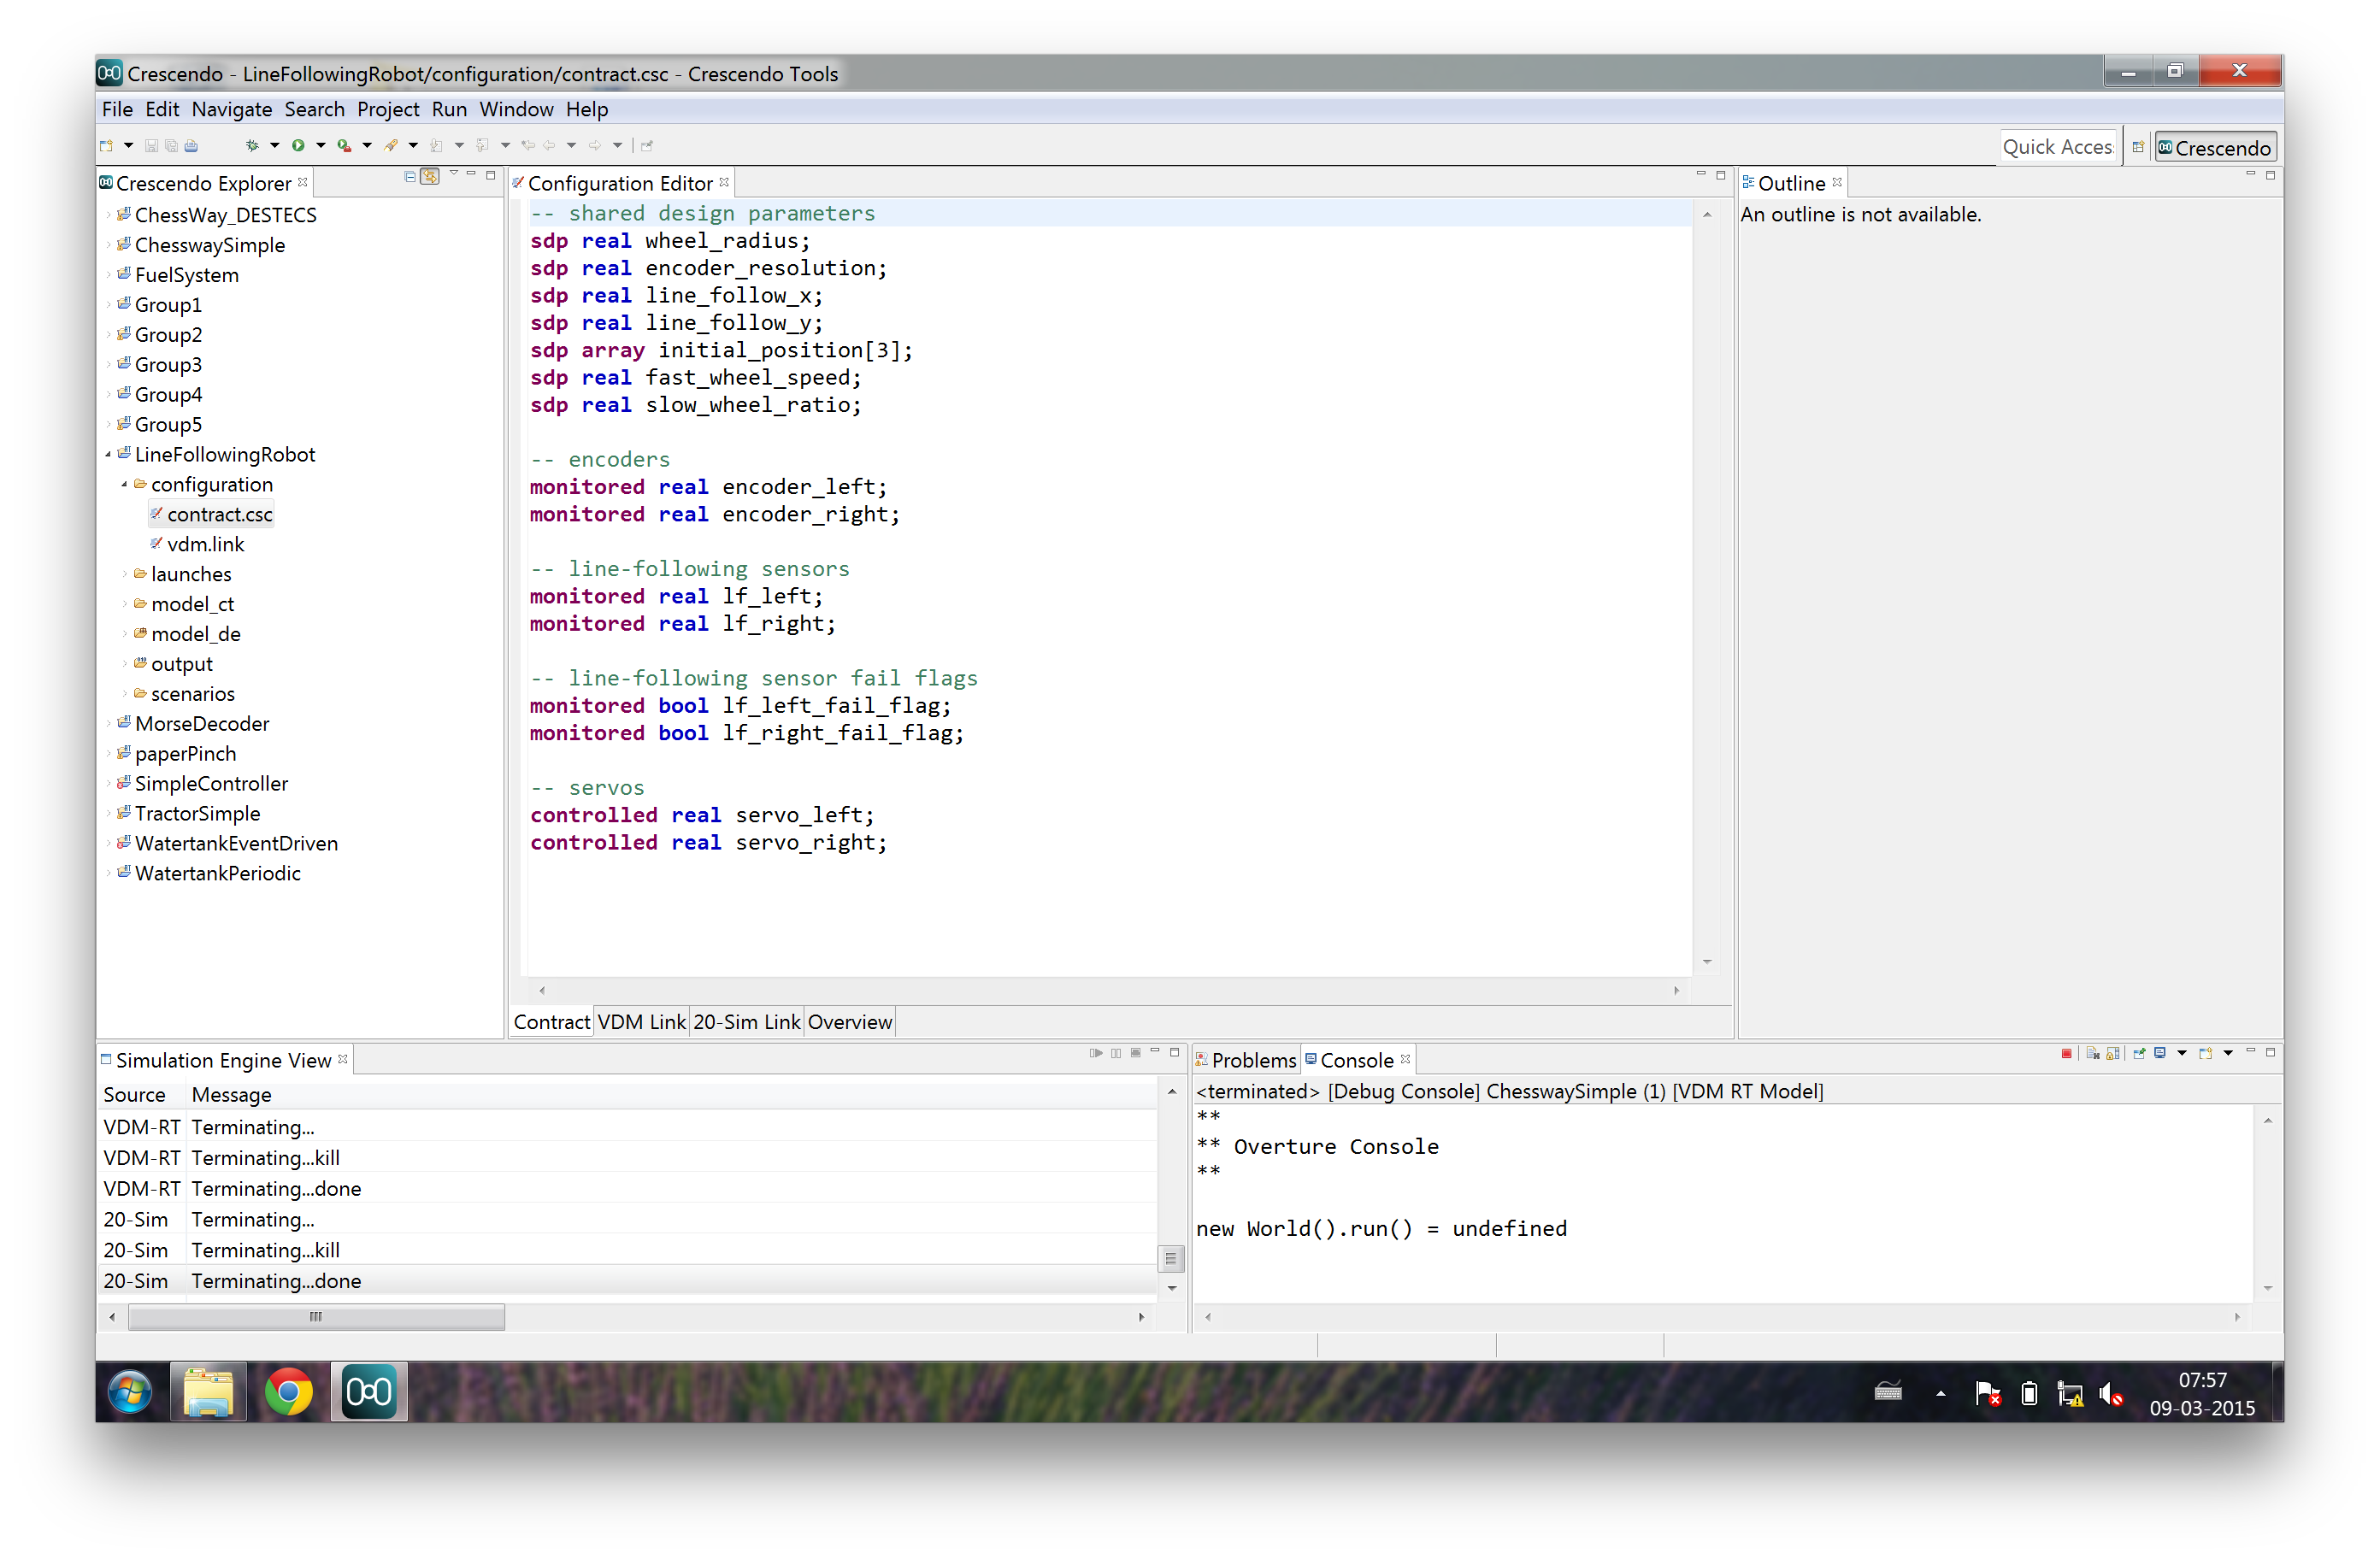 Crescendo - LineFollowingRobot/configuration/contract.csc - Crescendo Tools
File Edit Navigate Search Project Run Window Help
Quick Acces
Crescendo
Crescendo Explorer
ChessWay_DESTECS
ChesswaySimple
FuelSystem
Group1
Group2
Group3
Group4
Group5
LineFollowingRobot
configuration
contract.csc
vdm.link
launches
model_ct
model_de
output
scenarios
MorseDecoder
paperPinch
SimpleController
TractorSimple
WatertankEventDriven
WatertankPeriodic
Configuration Editor
-- shared design parameters
sdp real wheel_radius;
sdp real encoder_resolution;
sdp real line_follow_x;
sdp real line_follow_y;
sdp array initial_position[3];
sdp real fast_wheel_speed;
sdp real slow_wheel_ratio;
-- encoders
monitored real encoder_left;
monitored real encoder_right;
-- line-following sensors
monitored real lf_left;
monitored real lf_right;
-- line-following sensor fail flags
monitored bool lf_left_fail_flag;
monitored bool lf_right_fail_flag;
-- servos
controlled real servo_left;
controlled real servo_right;
Contract VDM Link 20-Sim Link Overview
Outline
An outline is not available.
Simulation Engine View
Source Message
VDM-RT Terminating...
VDM-RT Terminating...kill
VDM-RT Terminating...done
20-Sim Terminating...
20-Sim Terminating...kill
20-Sim Terminating...done
Problems Console
<terminated> [Debug Console] ChesswaySimple (1) [VDM RT Model]
**
** Overture Console
**
new World().run() = undefined
07:57
09-03-2015